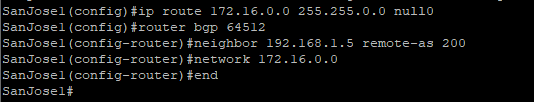 SanJose1(config)#ip route 172.16.0.0 255.255.0.0 null0
SanJose1(config)#router bgp 64512
SanJose1(config-router)#neighbor 192.168.1.5 remote-as 200
SanJose1(config-router)#network 172.16.0.0
SanJose1(config-router)#end
SanJose1#